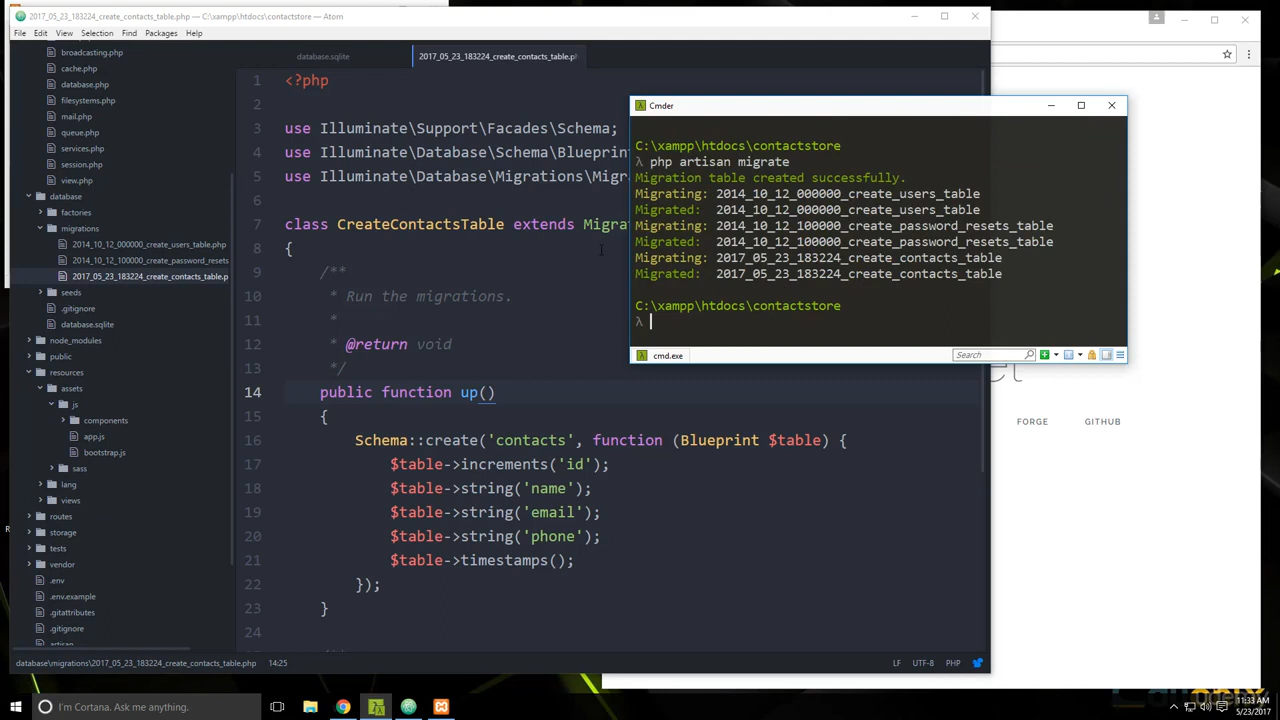 2017_05_23_183224_create_contacts_table.php — C:\xampp\htdocs\contactstore — Atom
File Edit View Selection Find Packages Help
broadcasting.php
cache.php
database.php
filesystems.php
mail.php
queue.php
services.php
session.php
view.php
database
factories
migrations
2014_10_12_000000_create_users_table.php
2014_10_12_100000_create_password_resets
2017_05_23_183224_create_contacts_table.p
seeds
.gitignore
database.sqlite
node_modules
public
resources
assets
js
components
app.js
bootstrap.js
sass
lang
views
routes
storage
tests
vendor
.env
.env.example
.gitattributes
.gitignore
artisan
database.sqlite
2017_05_23_183224_create_contacts_table.p
1 <?php
2
3 use Illuminate\Support\Facades\Schema;
4 use Illuminate\Database\Schema\Blueprint
5 use Illuminate\Database\Migrations\Migra
6
7 class CreateContactsTable extends Migra
8 {
9 /**
10 * Run the migrations.
11 *
12 * @return void
13 */
14 public function up()
15 {
16 Schema::create('contacts', function (Blueprint $table) {
17 $table->increments('id');
18 $table->string('name');
19 $table->string('email');
20 $table->string('phone');
21 $table->timestamps();
22 });
23 }
24
database\migrations\2017_05_23_183224_create_contacts_table.php 14:25
LF UTF-8 PHP
Cmder
C:\xampp\htdocs\contactstore
λ php artisan migrate
Migration table created successfully.
Migrating: 2014_10_12_000000_create_users_table
Migrated: 2014_10_12_000000_create_users_table
Migrating: 2014_10_12_100000_create_password_resets_table
Migrated: 2014_10_12_100000_create_password_resets_table
Migrating: 2017_05_23_183224_create_contacts_table
Migrated: 2017_05_23_183224_create_contacts_table
C:\xampp\htdocs\contactstore
λ
cmd.exe
Search
FORGE GITHUB
I'm Cortana. Ask me anything.
11:33 AM
5/23/2017